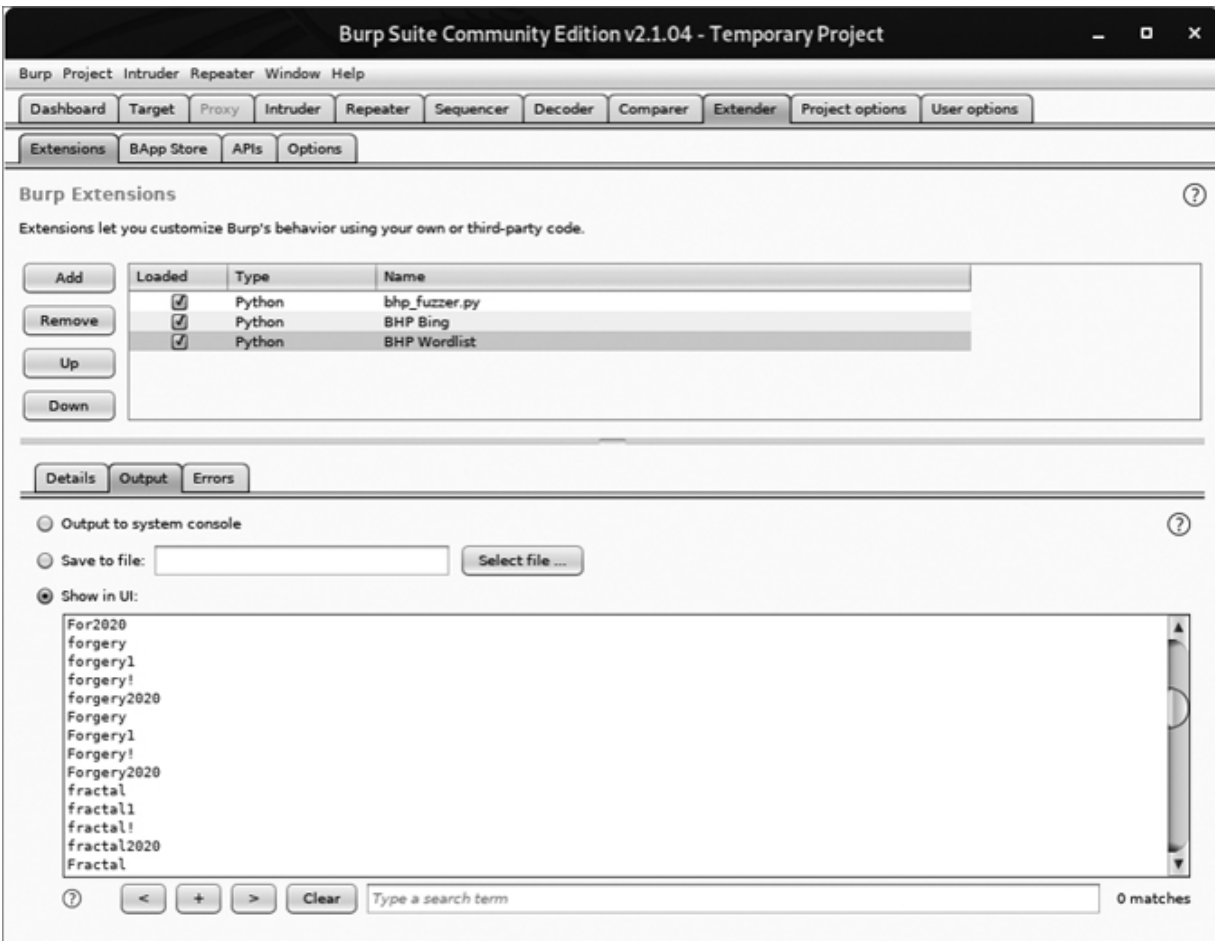 Burp Suite Community Edition v2.1.04 - Temporary Project
Burp Project Intruder Repeater Window Help
Dashboard Target Proxy Intruder Repeater Sequencer Decoder Comparer Extender Project options User options
Extensions BApp Store APIs Options
Burp Extensions
Extensions let you customize Burp's behavior using your own or third-party code.
Add
Remove
Up
Down
Loaded Type Name
Python bhp_fuzzer.py
Python BHP Bing
Python BHP Wordlist
Details Output Errors
Output to system console
Save to file: Select file ...
Show in UI:
For2020
forgery
forgery1
forgery!
forgery2020
Forgery
Forgery1
Forgery!
Forgery2020
fractal
fractal1
fractal!
fractal2020
Fractal
? < + > Clear Type a search term 0 matches